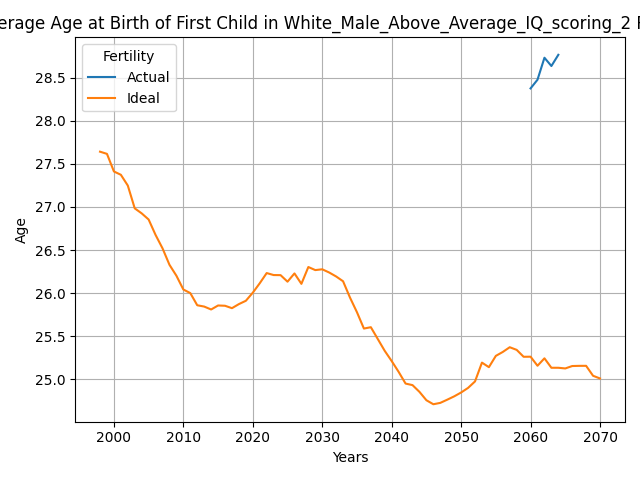 Age at Birth of First Child in White_Male_Above_Average_IQ_scoring_2
Fertility
Actual
Ideal
28.5
28.0
27.5
27.0
26.5
26.0
25.5
25.0
Age
2000 2010 2020 2030 2040 2050 2060 2070
Years